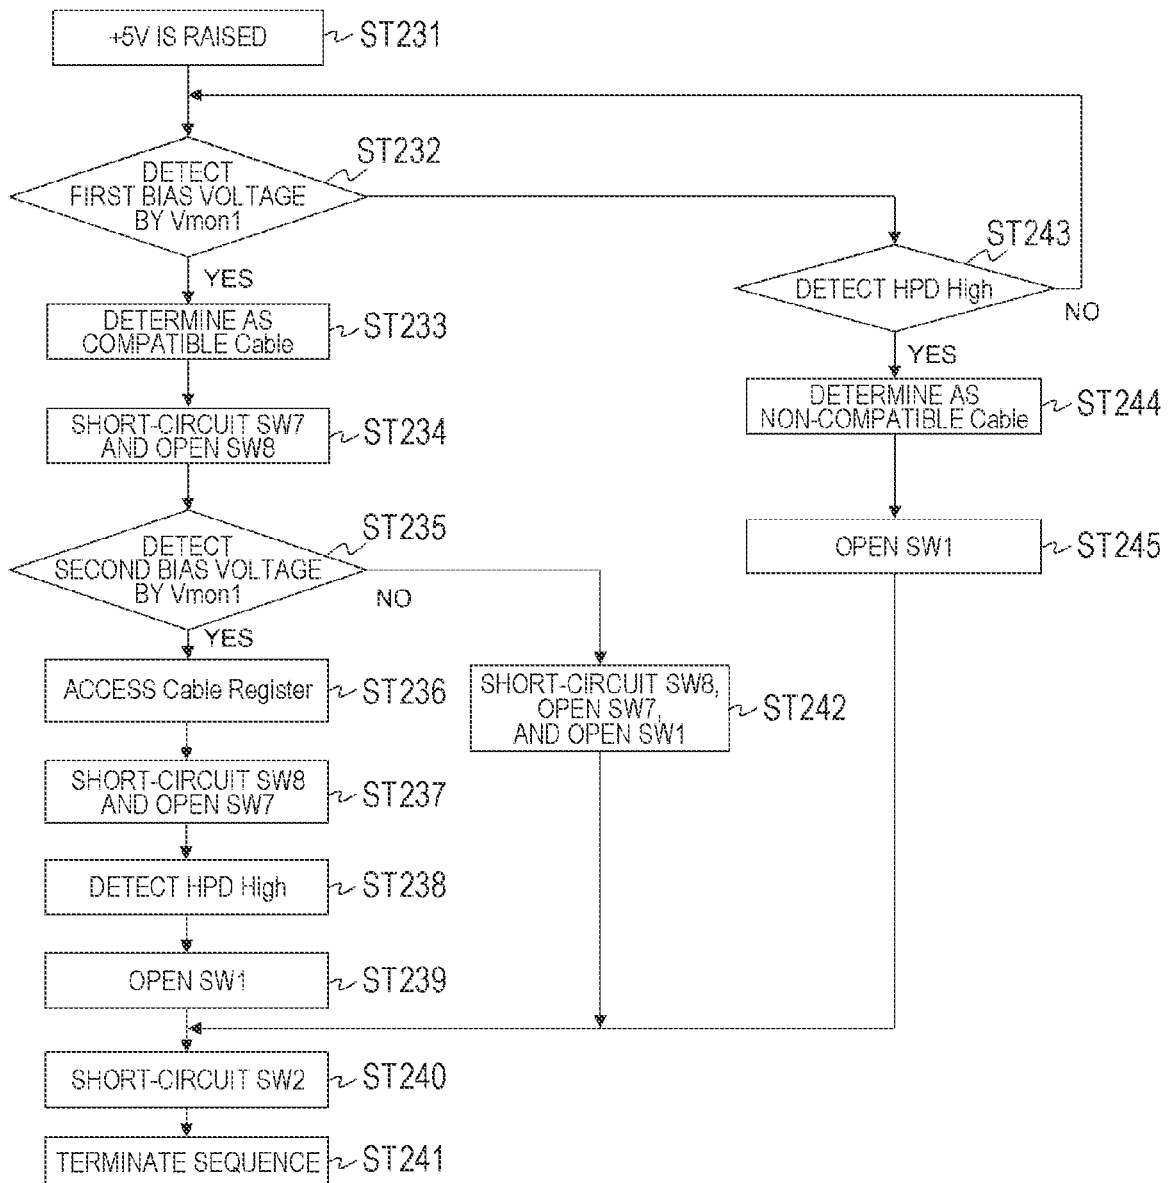 +5V IS RAISED
ST231
DETECT
FIRST BIAS VOLTAGE
BY Vmon1
ST232
YES
DETERMINE AS
COMPATIBLE Cable
ST233
SHORT-CIRCUIT SW7
AND OPEN SW8
ST234
DETECT
SECOND BIAS VOLTAGE
BY Vmon1
ST235
NO
YES
ACCESS Cable Register
ST236
SHORT-CIRCUIT SW8
AND OPEN SW7
ST237
DETECT HPD High
ST238
OPEN SW1
ST239
SHORT-CIRCUIT SW2
ST240
TERMINATE SEQUENCE
ST241
SHORT-CIRCUIT SW8,
OPEN SW7,
AND OPEN SW1
ST242
DETECT HPD High
ST243
NO
YES
DETERMINE AS
NON-COMPATIBLE Cable
ST244
OPEN SW1
ST245